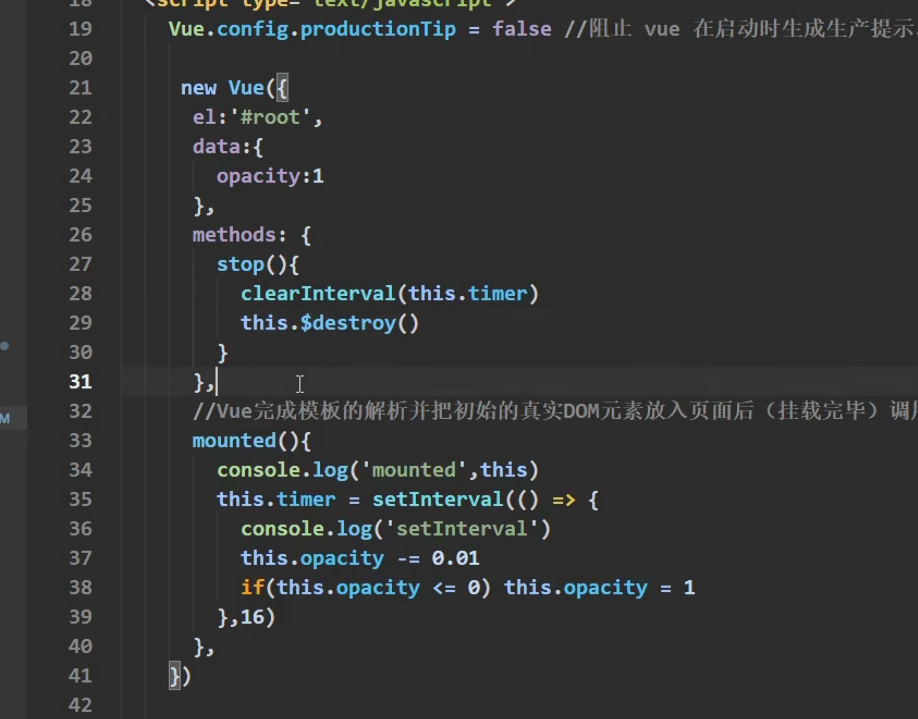 18 <script type="text/javascript">
19 Vue.config.productionTip = false //阻止 vue 在启动时生成生产提示
20
21 new Vue({
22 el:'#root',
23 data:{
24 opacity:1
25 },
26 methods: {
27 stop(){
28 clearInterval(this.timer)
29 this.$destroy()
30 }
31 },
M
32 //Vue完成模板的解析并把初始的真实DOM元素放入页面后（挂载完毕）调用
33 mounted(){
34 console.log('mounted',this)
35 this.timer = setInterval(() => {
36 console.log('setInterval')
37 this.opacity -= 0.01
38 if(this.opacity <= 0) this.opacity = 1
39 },16)
40 },
41 })
42